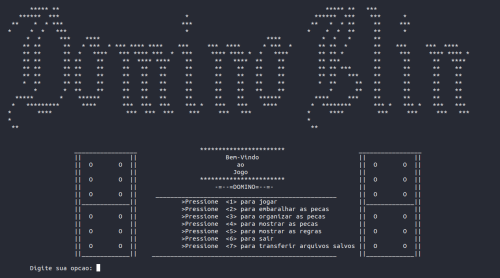 **********************
Bem-Vindo
ao
Jogo
**********************
-=--=DOMINO=--=-
>Pressione <1> para jogar
>Pressione <2> para embaralhar as pecas
>Pressione <3> para organizar as pecas
>Pressione <4> para mostrar as pecas
>Pressione <5> para mostrar as regras
>Pressione <6> para sair
>Pressione <7> para transferir arquivos salvos
Digite sua opcao: